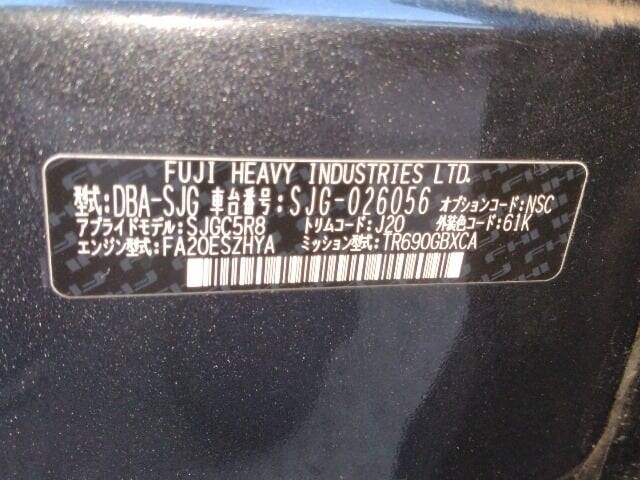 FUJI HEAVY INDUSTRIES LTD.
型式:DBA-SJG 車台番号:SJG-026056 オプションコード:NSC
アプライドモデル:SJGC5R8 トリムコード:J20 外装色コード:61K
エンジン型式:FA20ESZHYA ミッション型式:TR690GBXCA